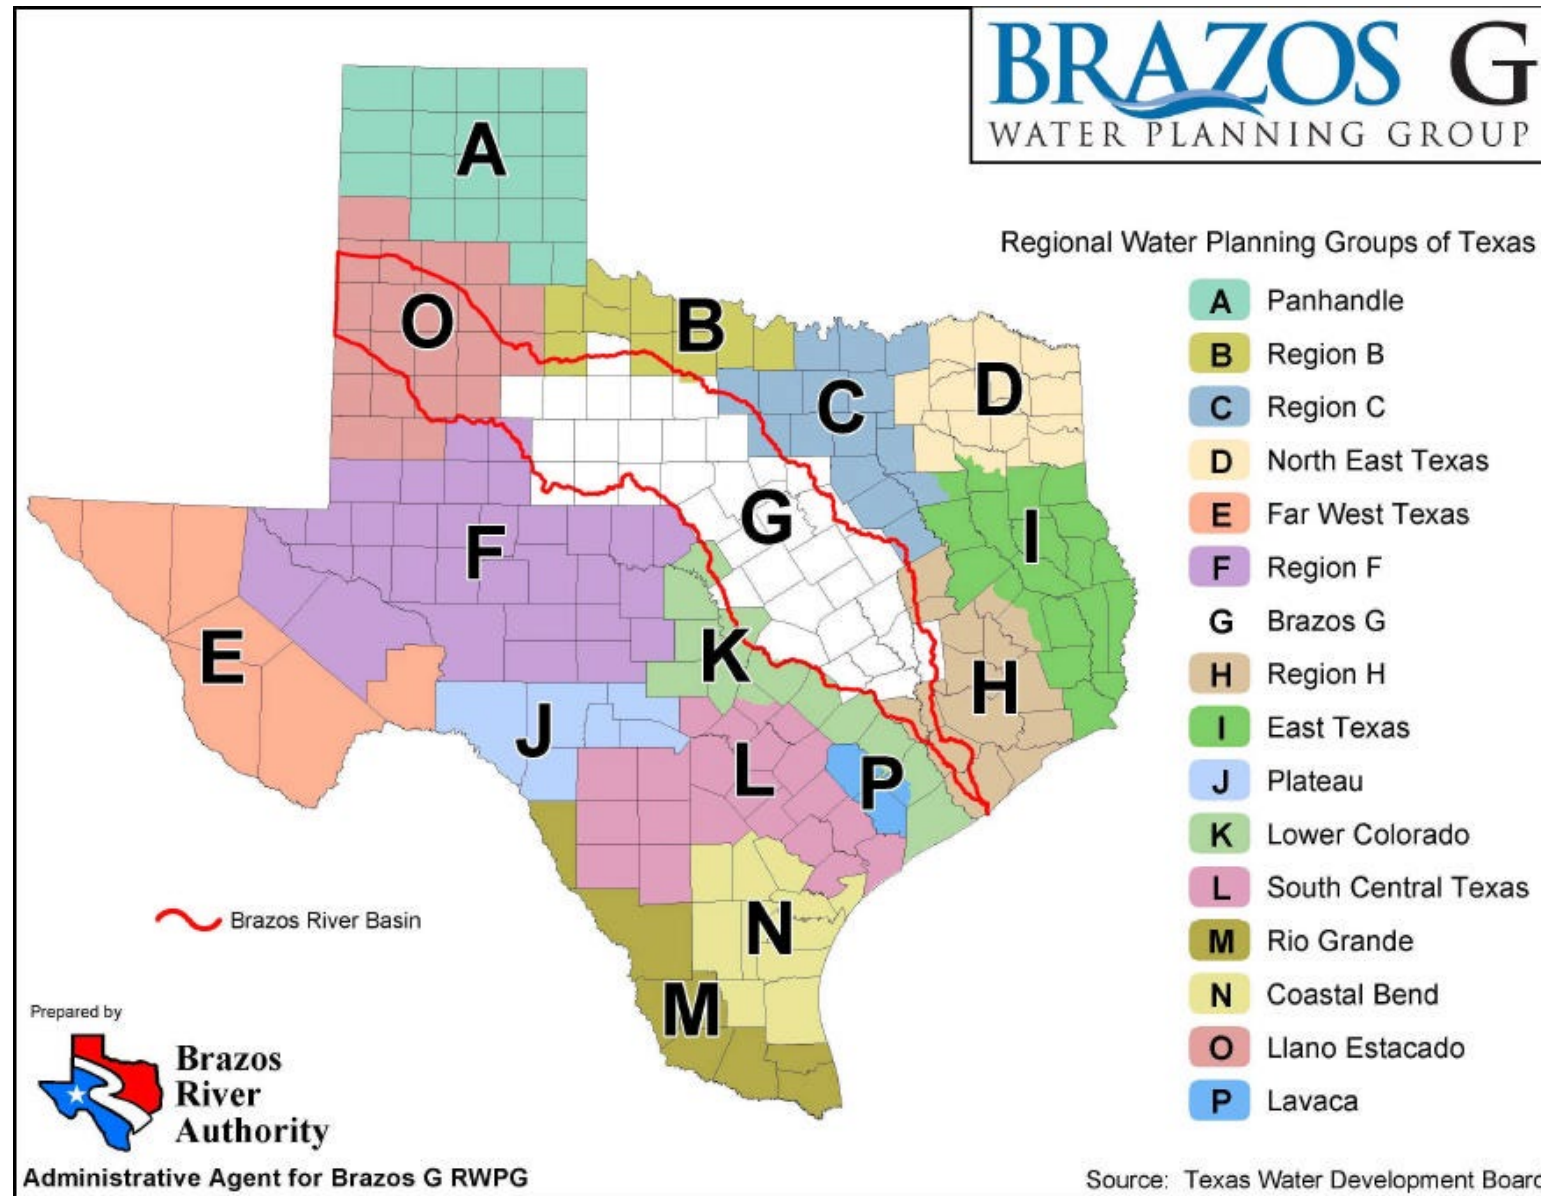 BRAZOS G
WATER PLANNING GROUP
Regional Water Planning Groups of Texas
A Panhandle
B Region B
C Region C
D North East Texas
E Far West Texas
F Region F
G Brazos G
H Region H
I East Texas
J Plateau
K Lower Colorado
L South Central Texas
M Rio Grande
N Coastal Bend
O Llano Estacado
P Lavaca
A
O
B
C
D
G
I
F
E
K
H
J
L
P
N
M
Brazos River Basin
Prepared by
Brazos
River
Authority
Administrative Agent for Brazos G RWPG
Source: Texas Water Development Board